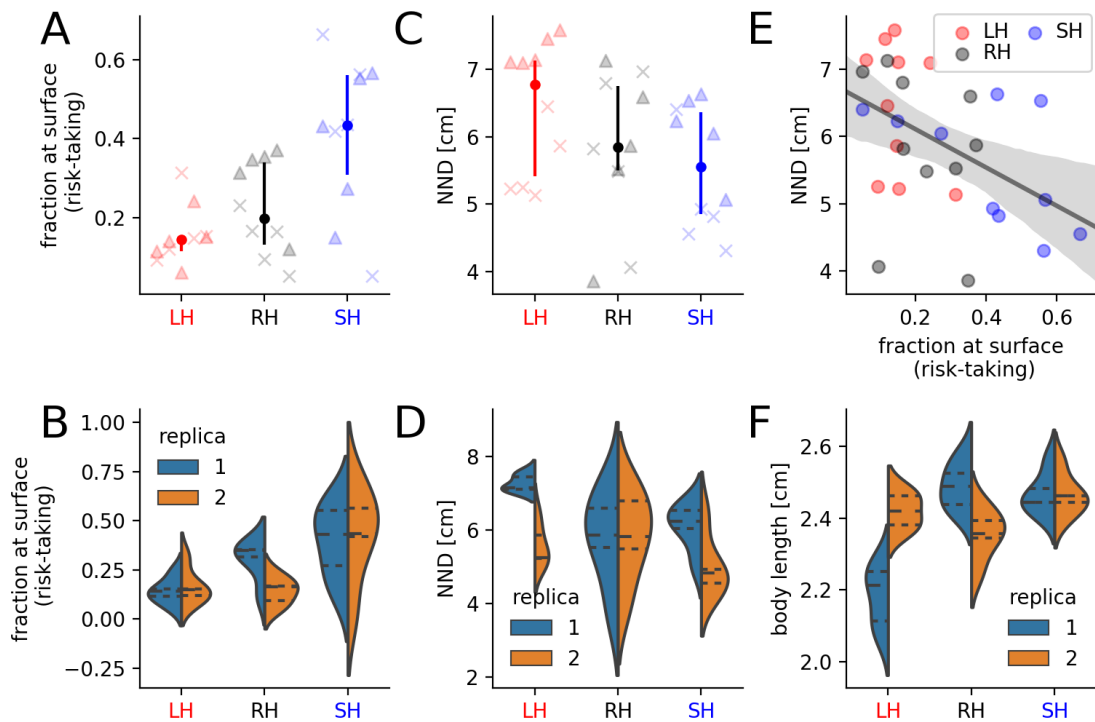 A
fraction at surface
(risk-taking)
0.6
0.4
0.2
LH
RH
SH
C
NND [cm]
7
6
5
4
LH
RH
SH
E
NND [cm]
7
6
5
4
LH
RH
SH
0.2
0.4
0.6
fraction at surface
(risk-taking)
B
fraction at surface
(risk-taking)
1.00
0.75
0.50
0.25
0.00
−0.25
replica
1
2
LH
RH
SH
D
NND [cm]
8
6
4
2
replica
1
2
LH
RH
SH
F
body length [cm]
2.6
2.4
2.2
2.0
replica
1
2
LH
RH
SH